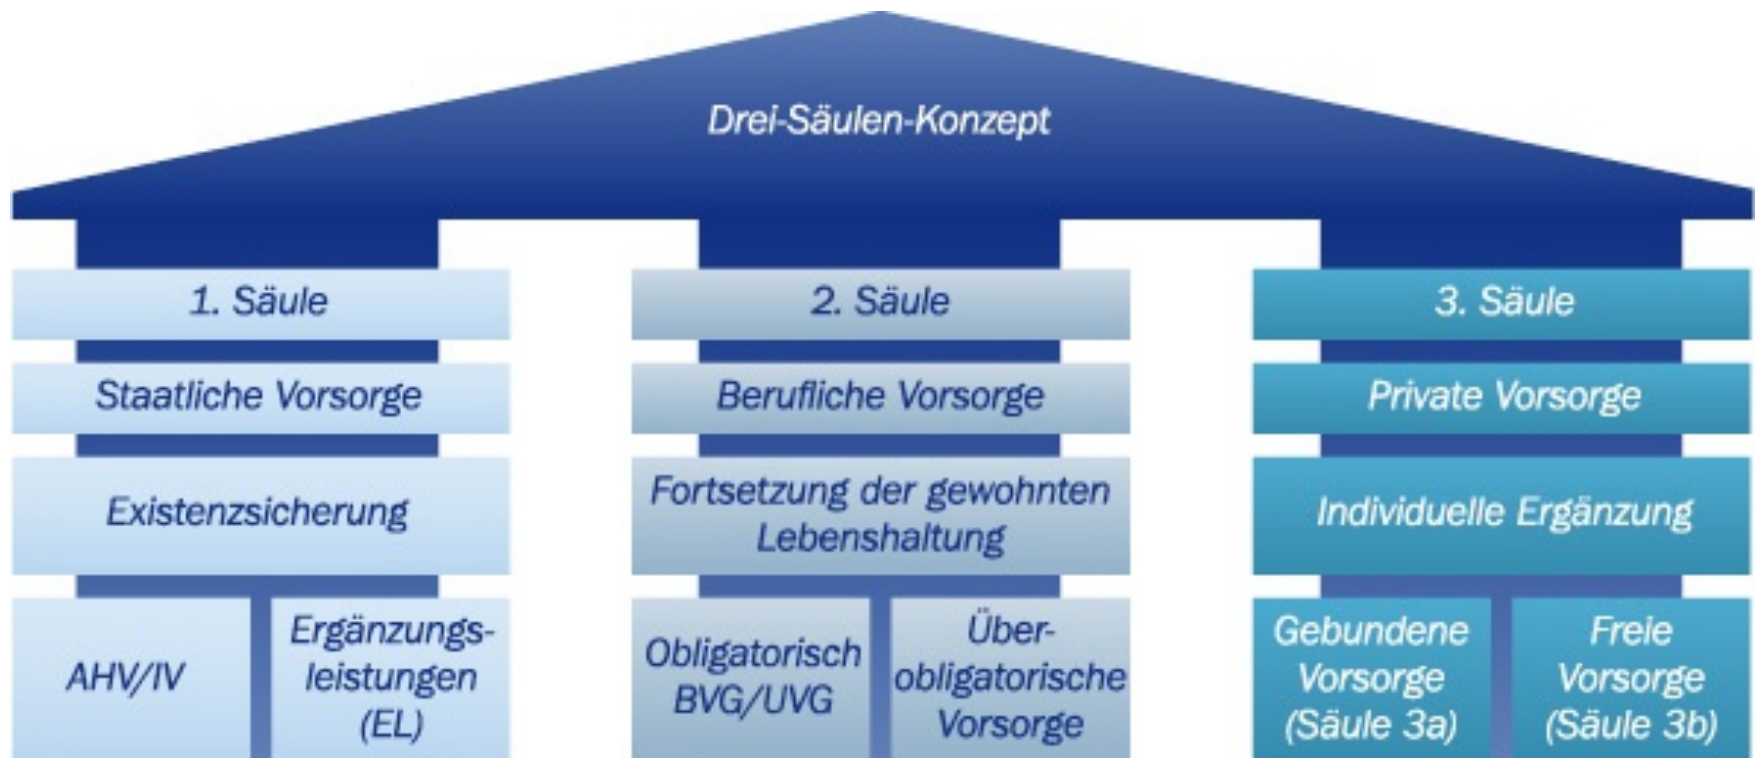 Drei-Säulen-Konzept
1. Säule
Staatliche Vorsorge
Existenzsicherung
AHV/IV
Ergänzungs-
leistungen
(EL)
2. Säule
Berufliche Vorsorge
Fortsetzung der gewohnten
Lebenshaltung
Obligatorisch
BVG/UVG
Über-
obligatorische
Vorsorge
3. Säule
Private Vorsorge
Individuelle Ergänzung
Gebundene
Vorsorge
(Säule 3a)
Freie
Vorsorge
(Säule 3b)